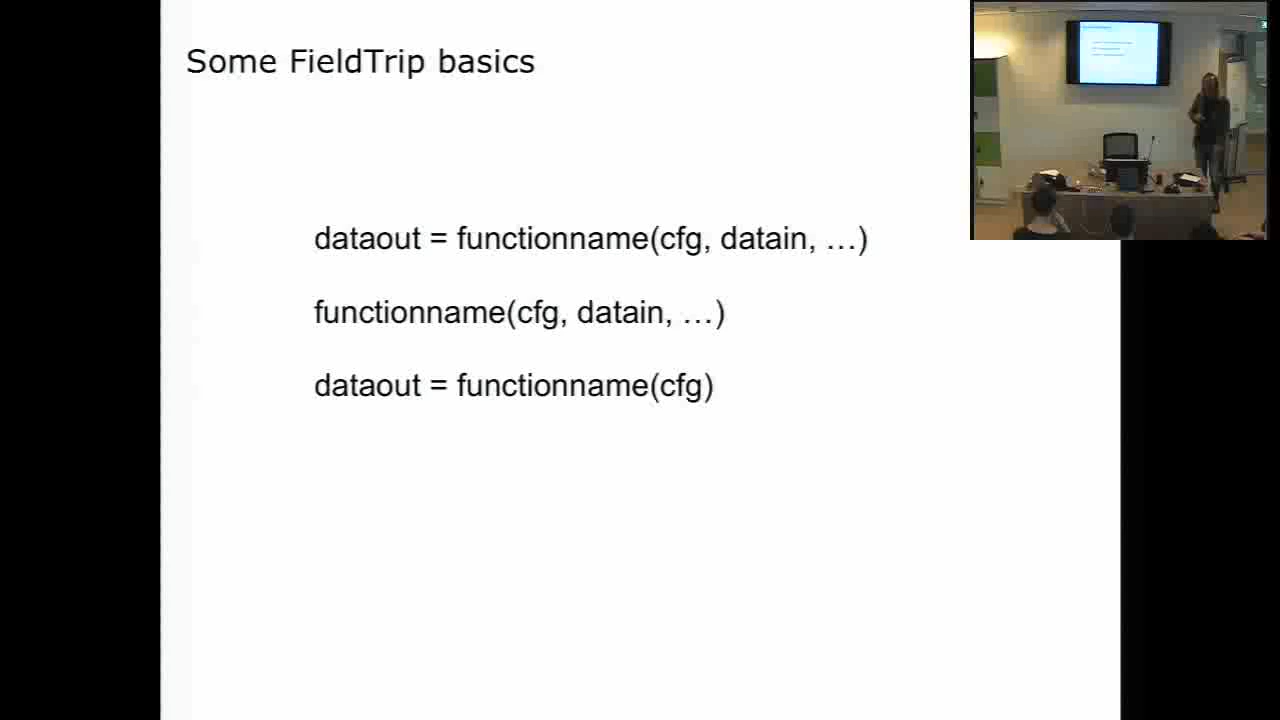 Some FieldTrip basics
dataout = functionname(cfg, datain, …)
functionname(cfg, datain, …)
dataout = functionname(cfg)